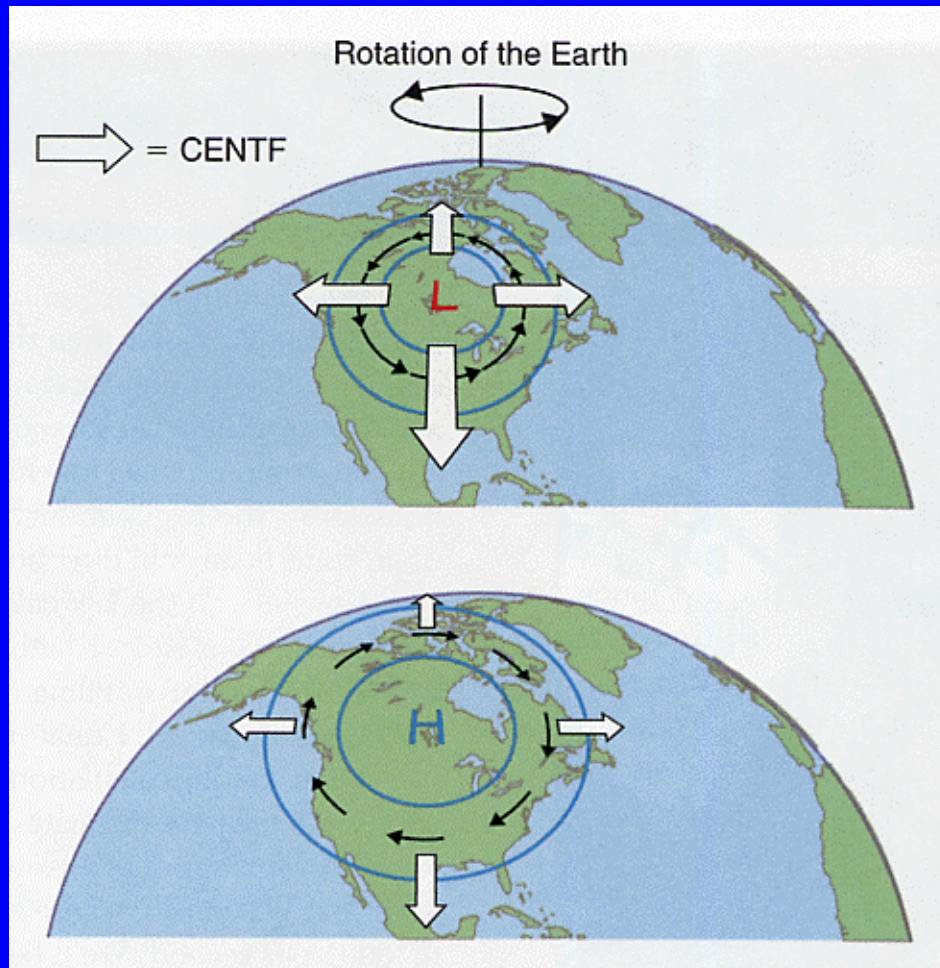 Rotation of the Earth
= CENTF
L
H